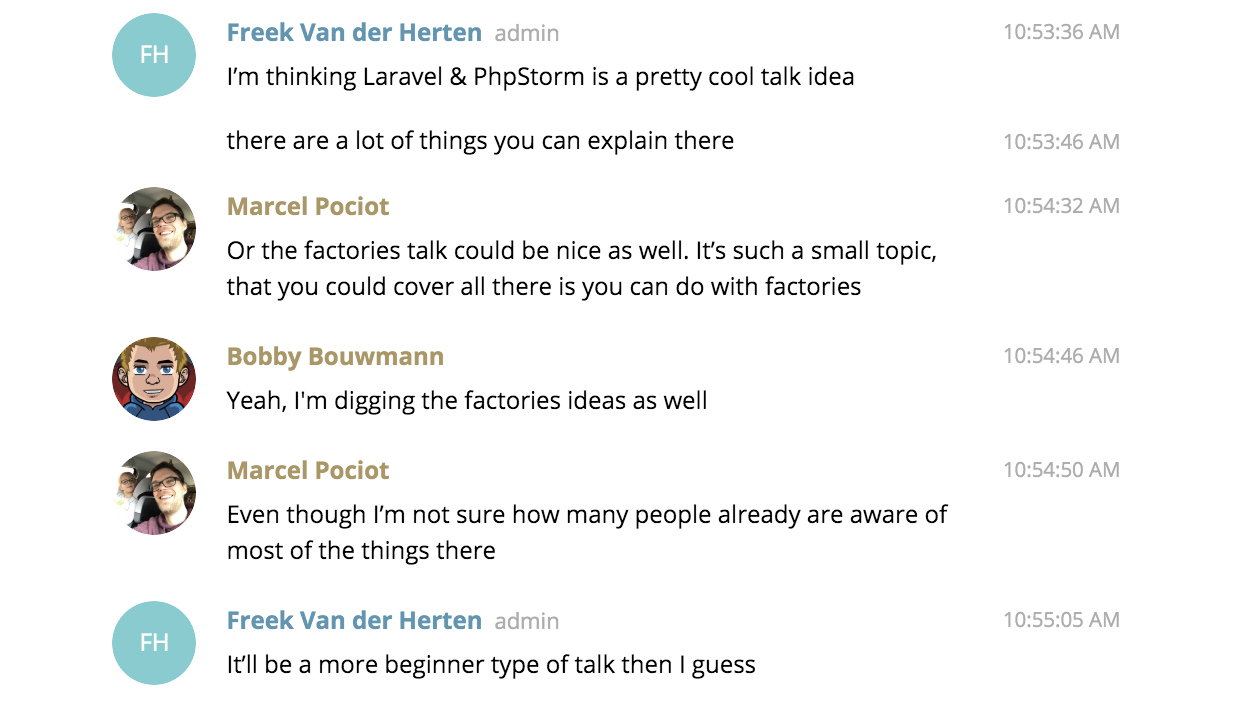 FH
Freek Van der Herten admin 10:53:36 AM
I’m thinking Laravel & PhpStorm is a pretty cool talk idea
there are a lot of things you can explain there 10:53:46 AM
Marcel Pociot 10:54:32 AM
Or the factories talk could be nice as well. It’s such a small topic,
that you could cover all there is you can do with factories
Bobby Bouwmann 10:54:46 AM
Yeah, I'm digging the factories ideas as well
Marcel Pociot 10:54:50 AM
Even though I’m not sure how many people already are aware of
most of the things there
FH
Freek Van der Herten admin 10:55:05 AM
It’ll be a more beginner type of talk then I guess